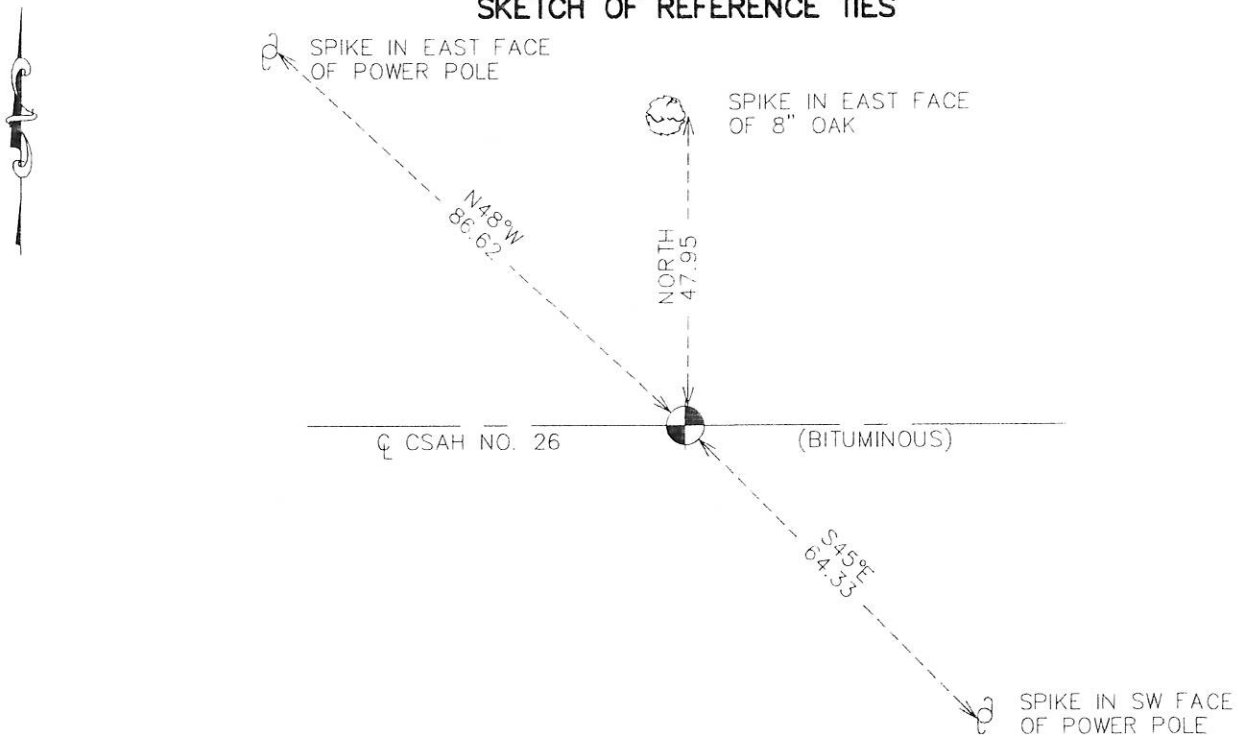 SKETCH OF REFERENCE TIES
SPIKE IN EAST FACE
OF POWER POLE
SPIKE IN EAST FACE
OF 8" OAK
N48°W
86.62
NORTH
47.95
℄ CSAH NO. 26
(BITUMINOUS)
S45°E
64.33
SPIKE IN SW FACE
OF POWER POLE